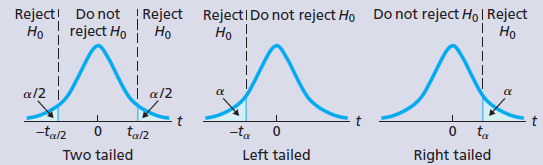 Reject Do not Reject
H₀ reject H₀ H₀
α/2 α/2
−tα/2 0 tα/2 t
Two tailed
Reject Do not reject H₀
H₀
α
−tα 0 t
Left tailed
Do not reject H₀ Reject
H₀
α
0 tα t
Right tailed